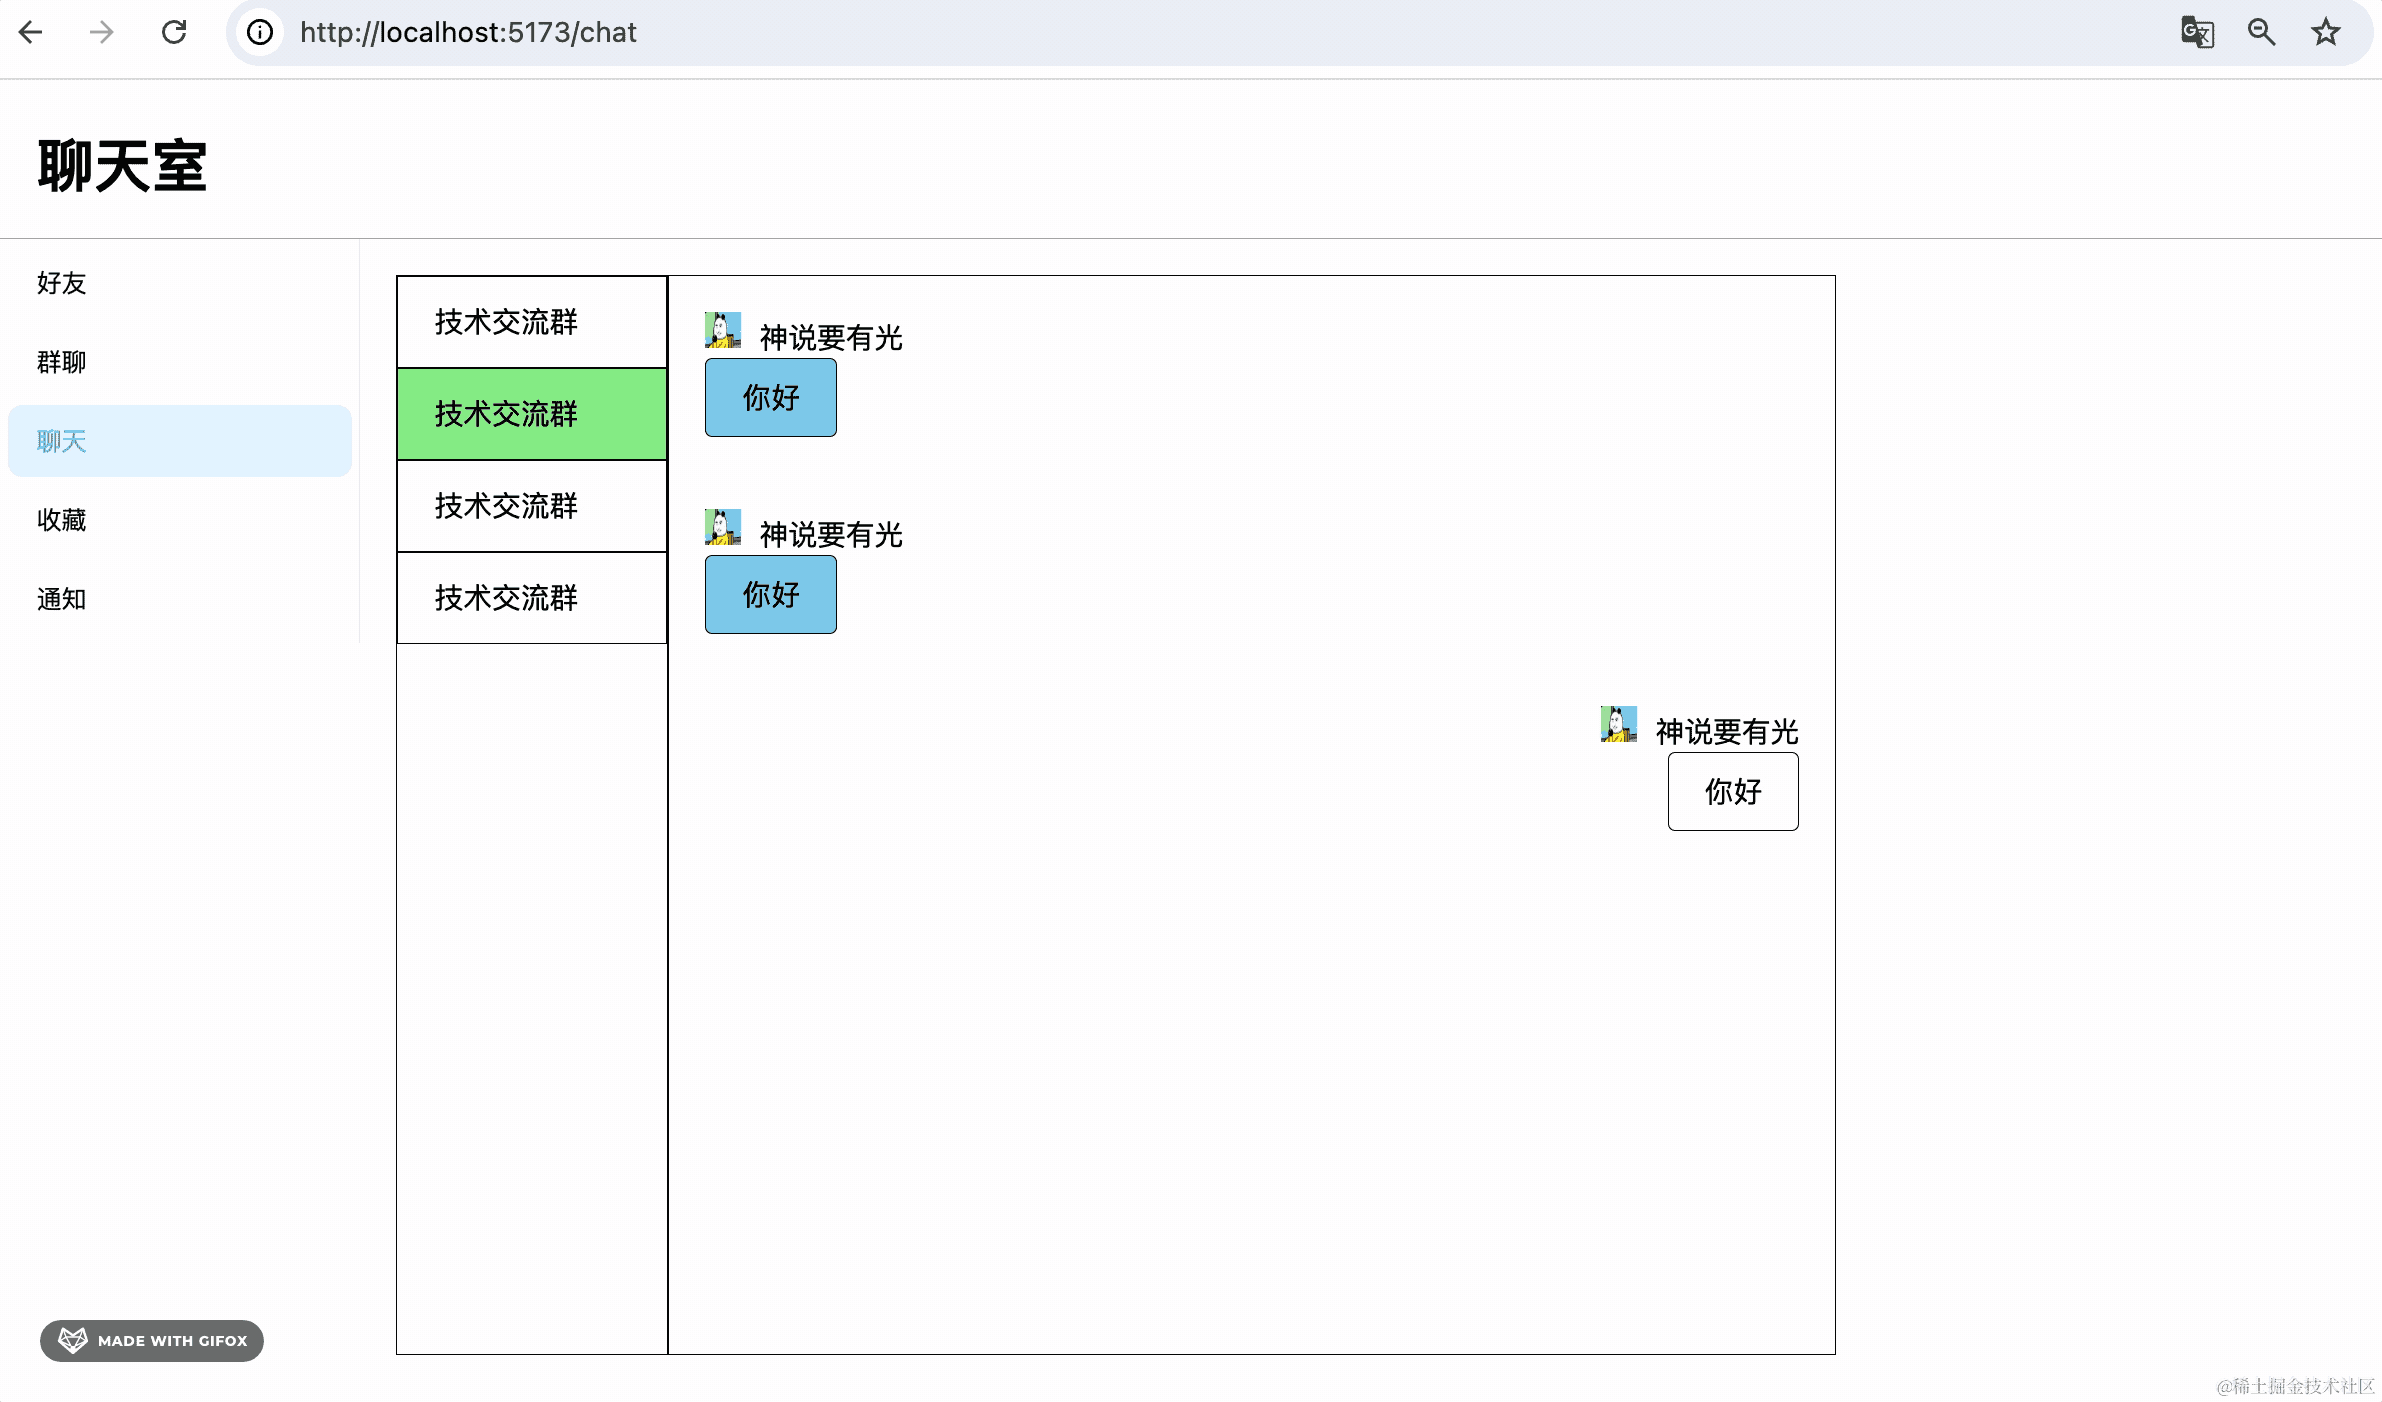 http://localhost:5173/chat
聊天室
好友
群聊
聊天
收藏
通知
技术交流群
技术交流群
技术交流群
技术交流群
神说要有光
你好
神说要有光
你好
神说要有光
你好
MADE WITH GIFOX
@稀土掘金技术社区